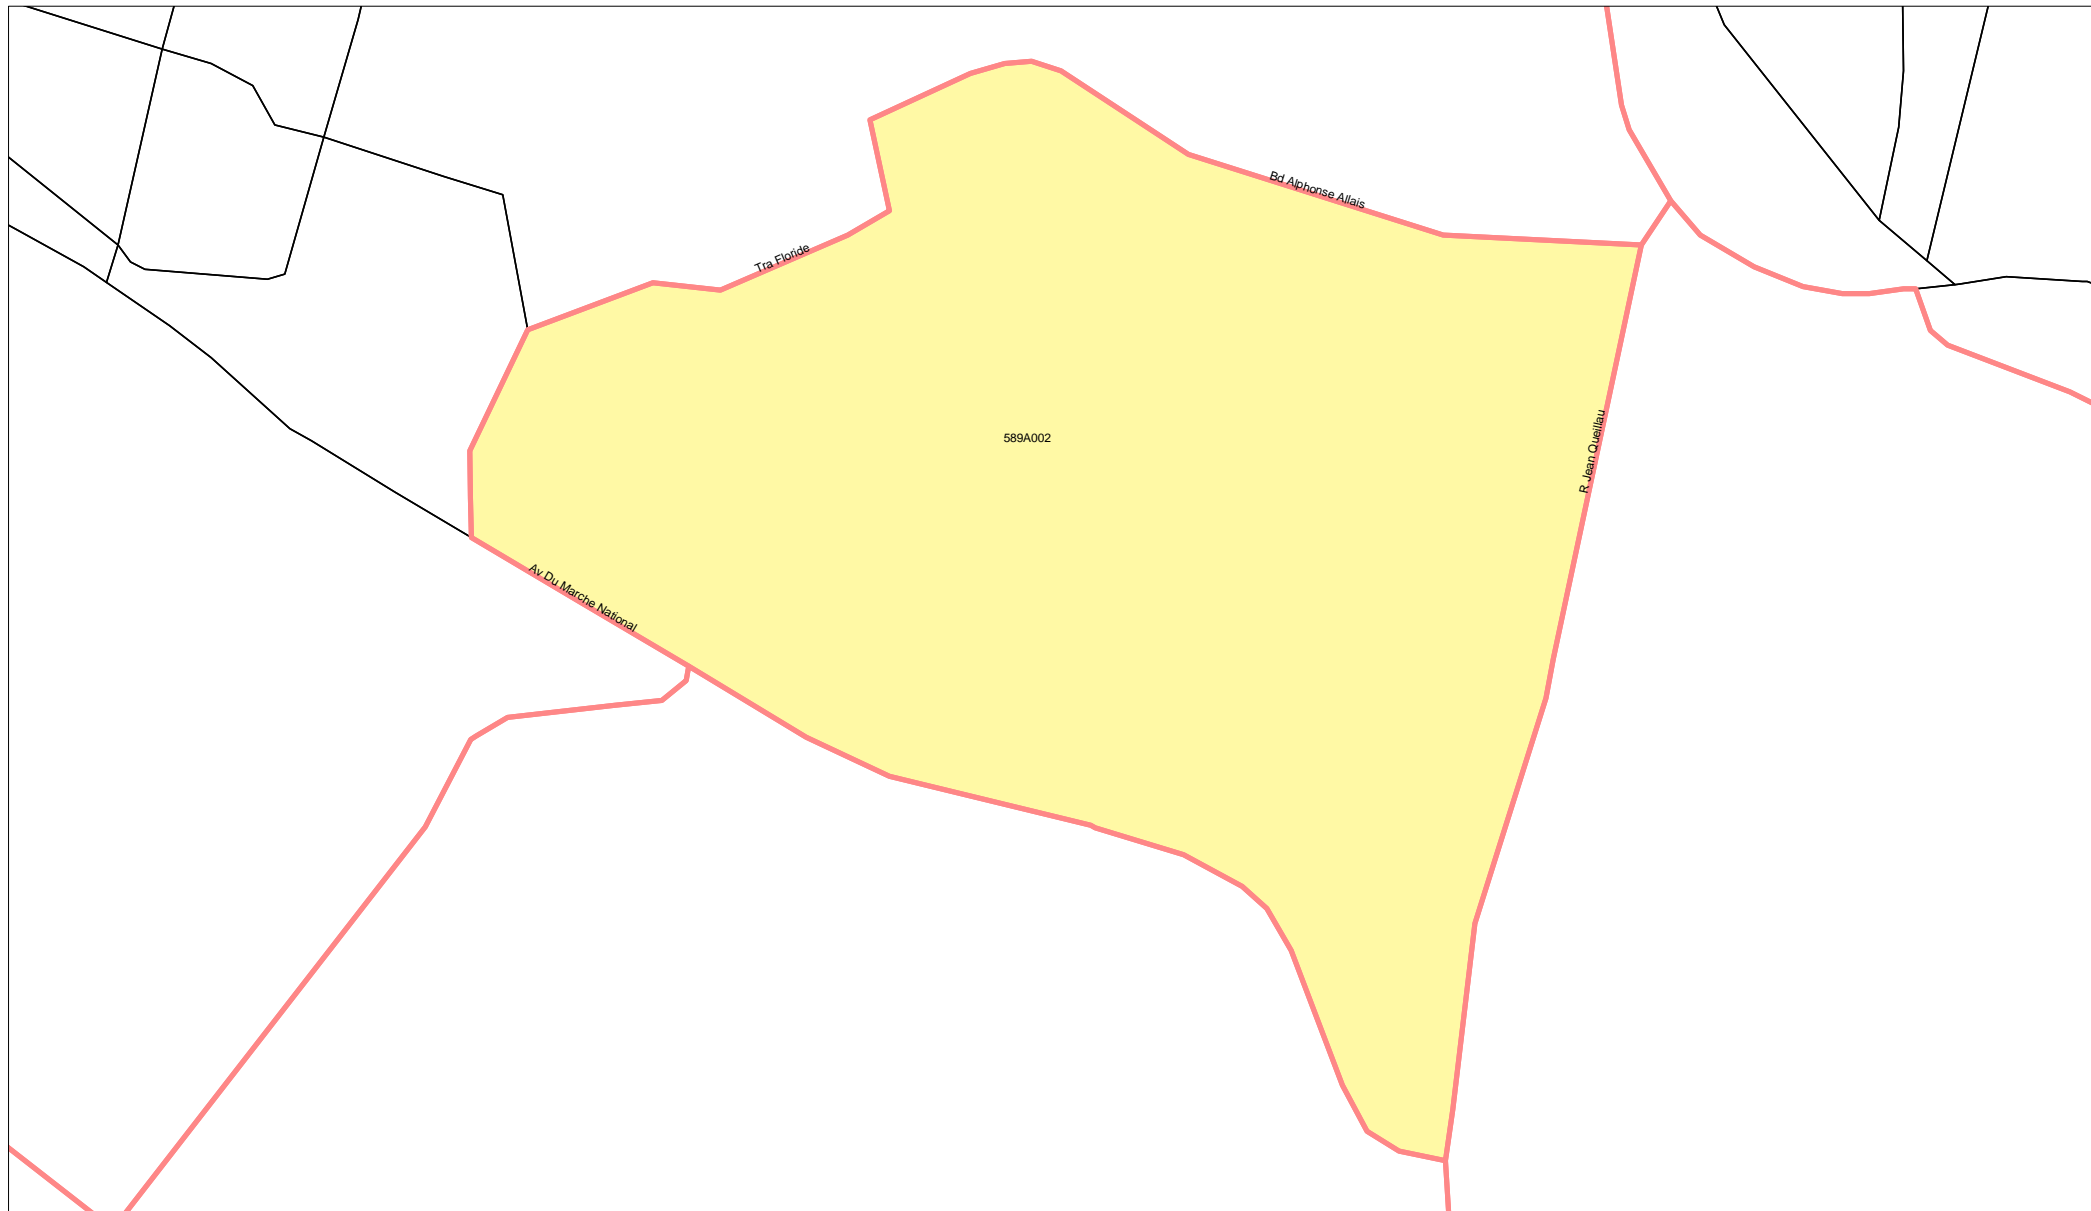 Bd Alphonse Allais
Tra Floride
589A002
R Jean Queillau
Av Du Marche National